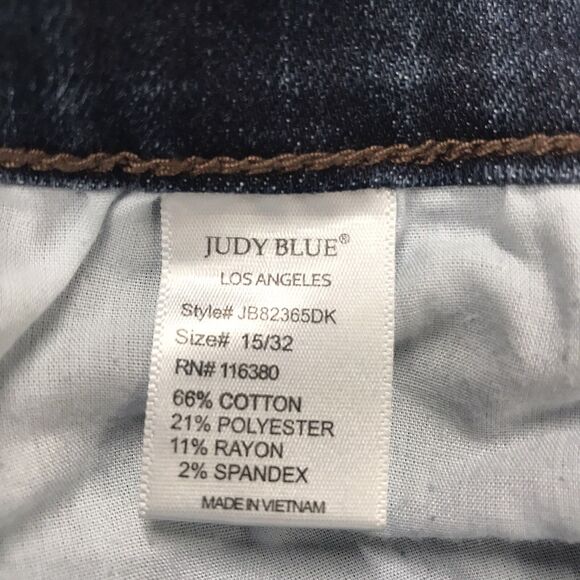 JUDY BLUE®
LOS ANGELES
Style# JB82365DK
Size# 15/32
RN# 116380
66% COTTON
21% POLYESTER
11% RAYON
2% SPANDEX
MADE IN VIETNAM